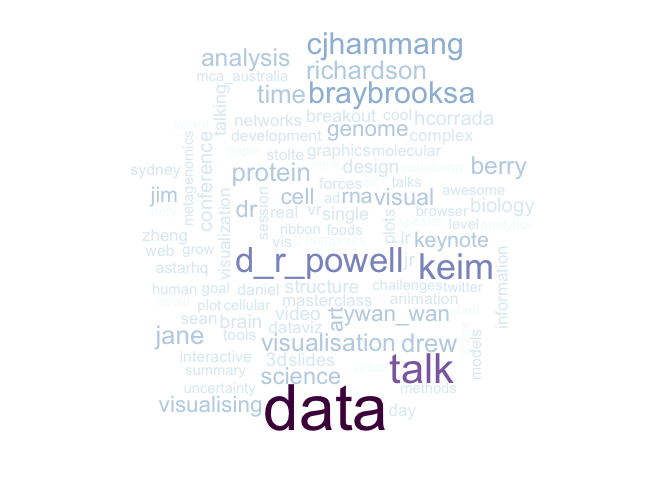 cjhammang
analysis
richardson
mca_australia
time
braybrooksa
talking
networks
breakout
cool
hcorrada
development
genome
complex
conference
metagenomics
stolte
graphics
molecular
sydney
protein
design
berry
forces
talks
jim
cell
rna
visual
awesome
dr
session
real
vr
ad
single
plots
browser
biology
zheng
visualization
vis
ribbon
foods
lr
level
keynote
web
grow
d_r_powell
keim
jr
information
astarhq
human
goal
daniel
structure
challenges
twitter
plot
cellular
masterclass
animation
sean
brain
video
art
ywan_wan
jane
tools
dataviz
visualisation
drew
models
interactive
3d
slides
talk
summary
science
uncertainty
methods
visualising
data
day